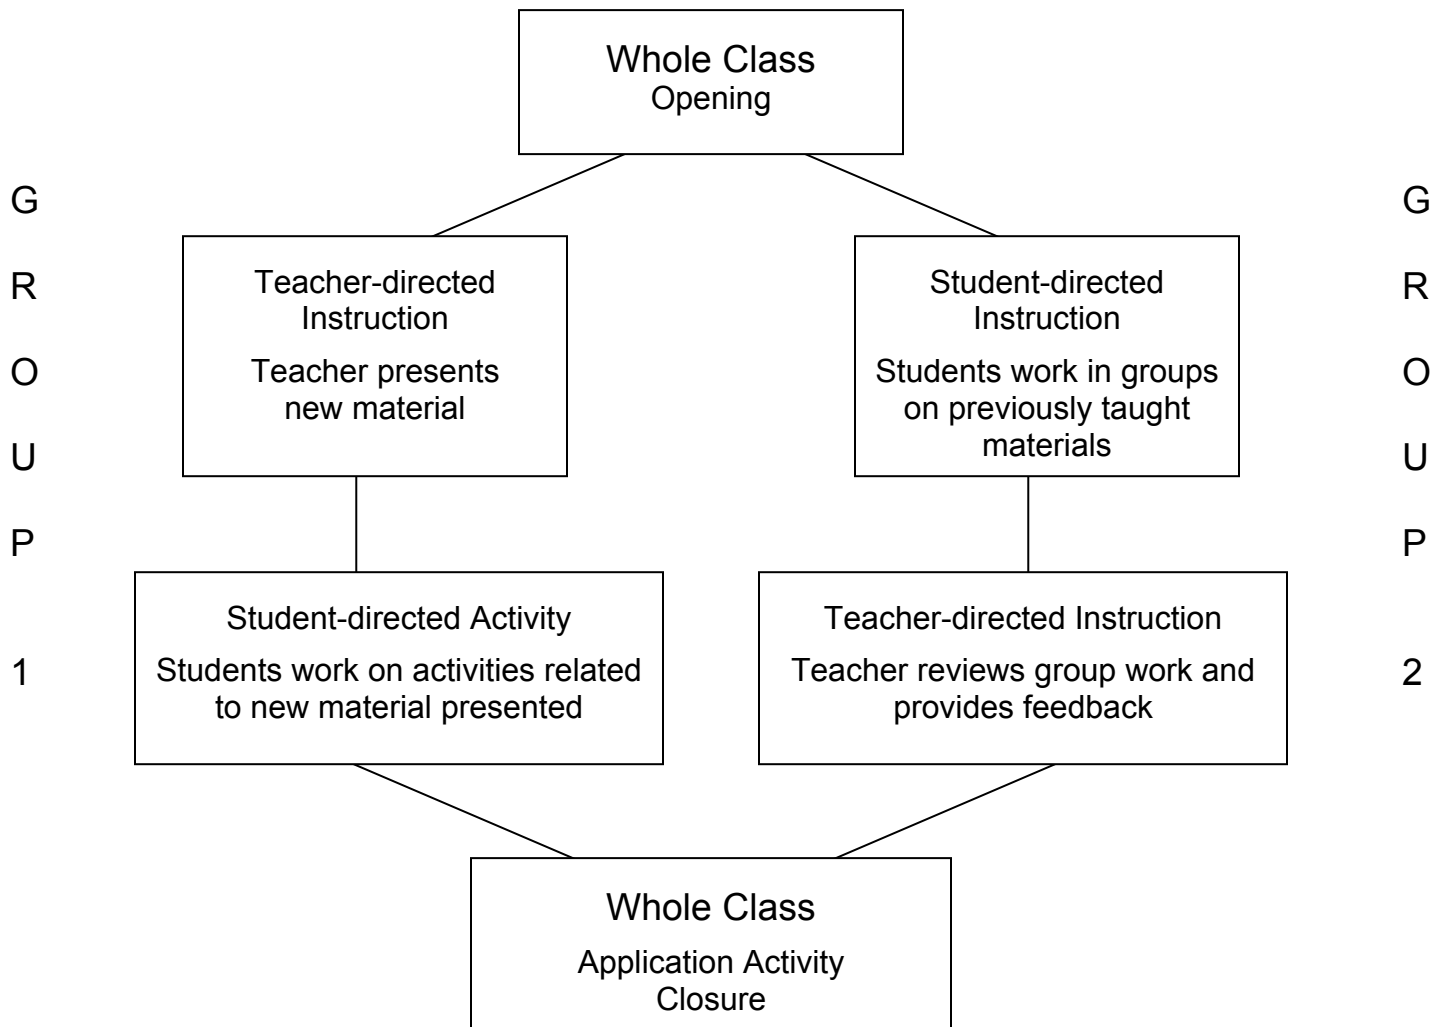 Whole Class
Opening
G
R
O
U
P
1
Teacher-directed
Instruction
Teacher presents
new material
Student-directed
Instruction
Students work in groups
on previously taught
materials
G
R
O
U
P
2
Student-directed Activity
Students work on activities related
to new material presented
Teacher-directed Instruction
Teacher reviews group work and
provides feedback
Whole Class
Application Activity
Closure